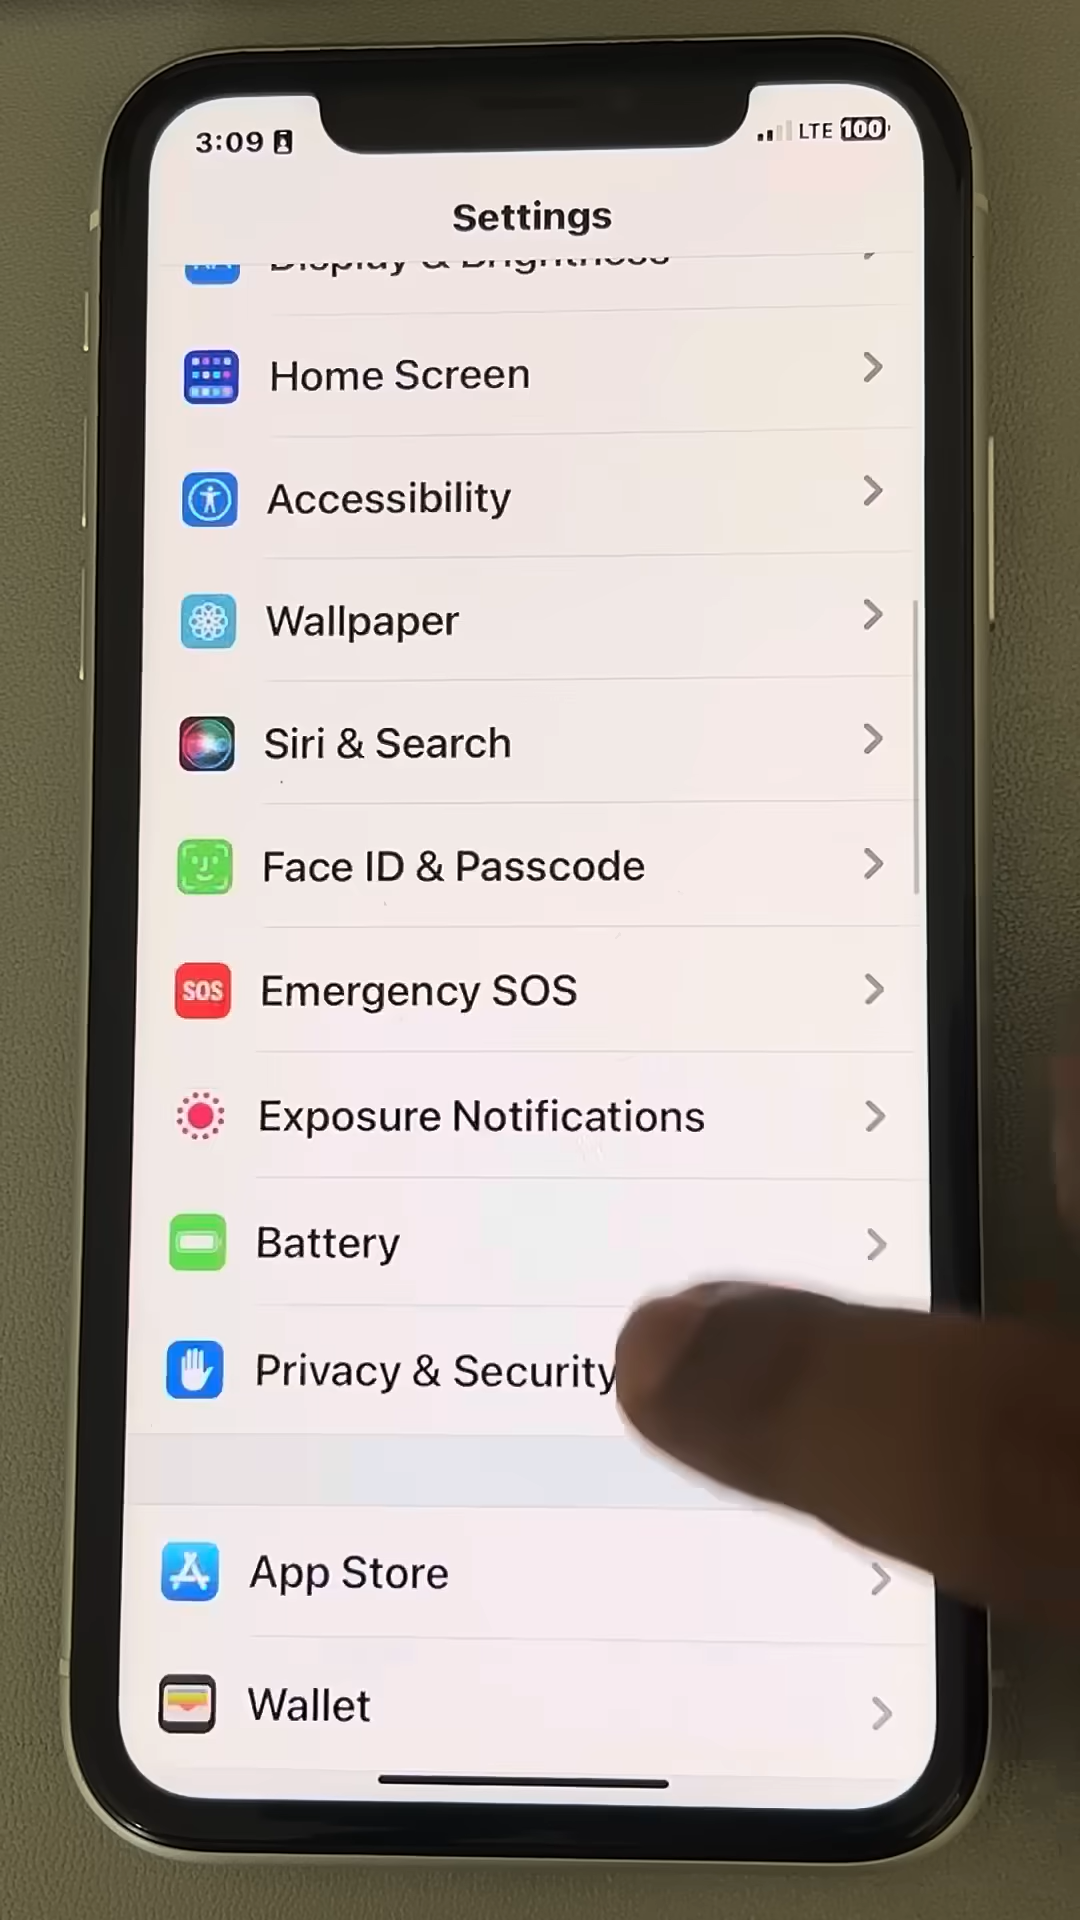 3:09 LTE 100
Settings
Display & Brightness
Home Screen
Accessibility
Wallpaper
Siri & Search
Face ID & Passcode
SOS Emergency SOS
Exposure Notifications
Battery
Privacy & Security
App Store
Wallet